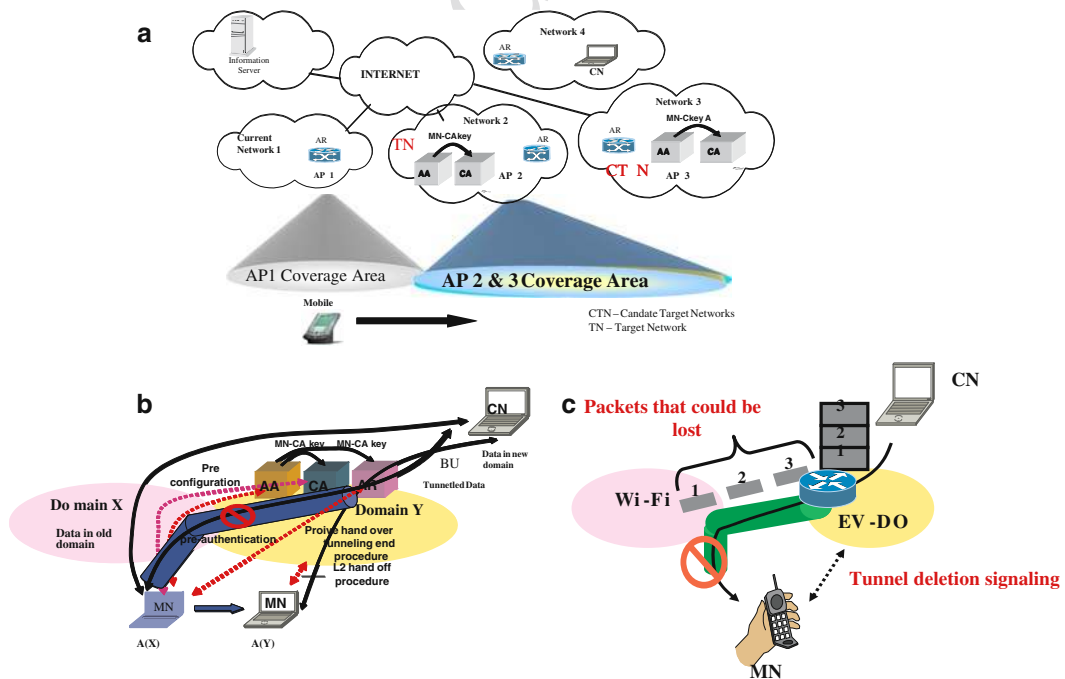 a
Information
Server
INTERNET
Network 4
AR
CN
Current
Network 1
AR
AP 1
Network 2
MN-CAkey
TN
AR
AA
CA
AP 2
Network 3
MN-Ckey A
AR
AA
CA
CT N
AP 3
AP1 Coverage Area
AP 2 & 3 Coverage Area
Mobile
CTN – Candate Target Networks
TN – Target Network
b
CN
MN-CA key
MN-CA key
Data in new
domain
BU
Tunnetled Data
Pre
configuration
AA
CA
AR
Do main X
Domain Y
Data in old
domain
pre-authentication
Proive hand over
tunneling end
procedure
L2 hand off
procedure
MN
MN
A(X)
A(Y)
c
Packets that could be
lost
CN
3
2
1
Wi-Fi
1
2
3
EV-DO
Tunnel deletion signaling
MN